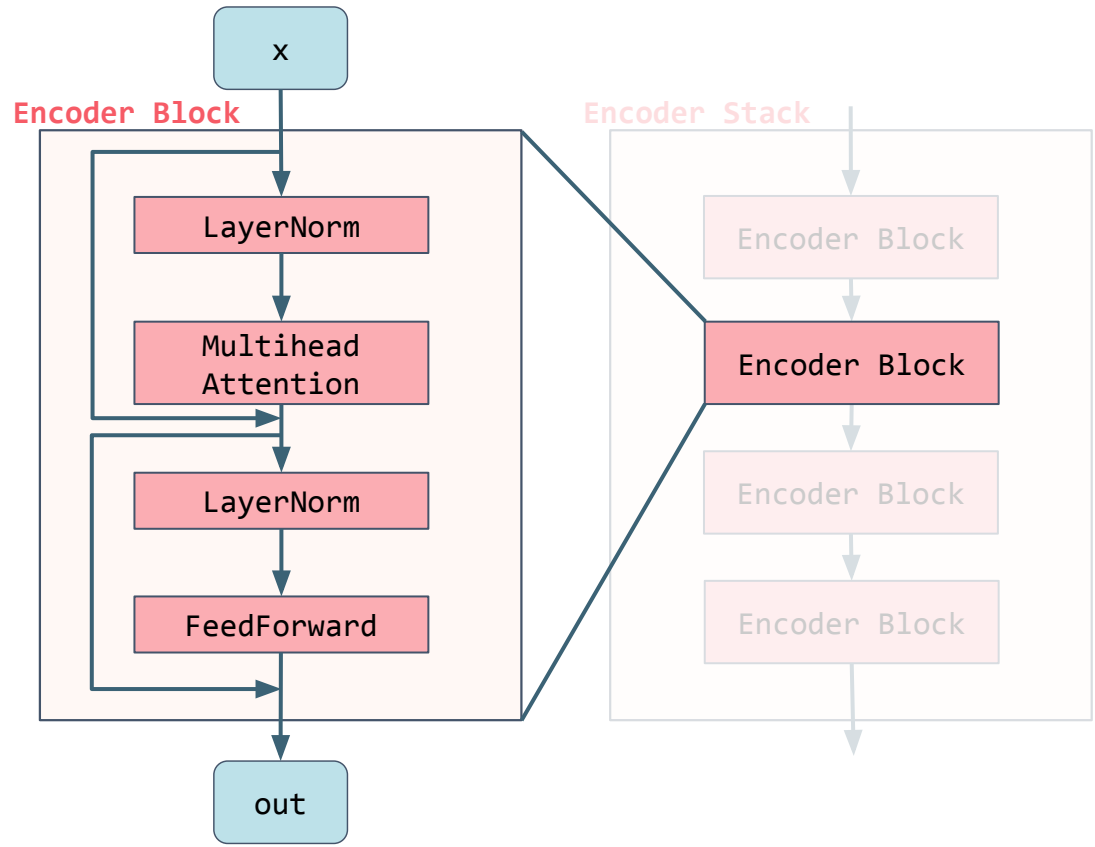 x
Encoder Block
LayerNorm
Multihead
Attention
LayerNorm
FeedForward
out
Encoder Stack
Encoder Block
Encoder Block
Encoder Block
Encoder Block